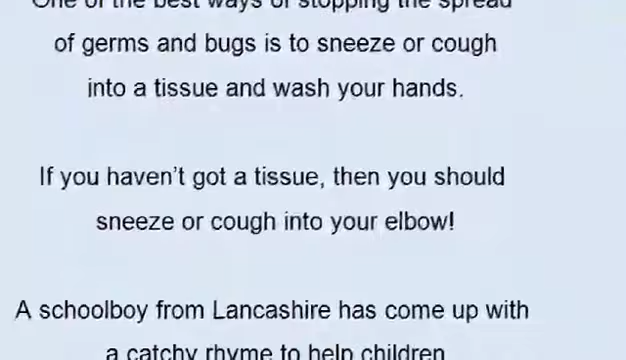 One of the best ways of stopping the spread
of germs and bugs is to sneeze or cough
into a tissue and wash your hands.
If you haven't got a tissue, then you should
sneeze or cough into your elbow!
A schoolboy from Lancashire has come up with
a catchy rhyme to help children